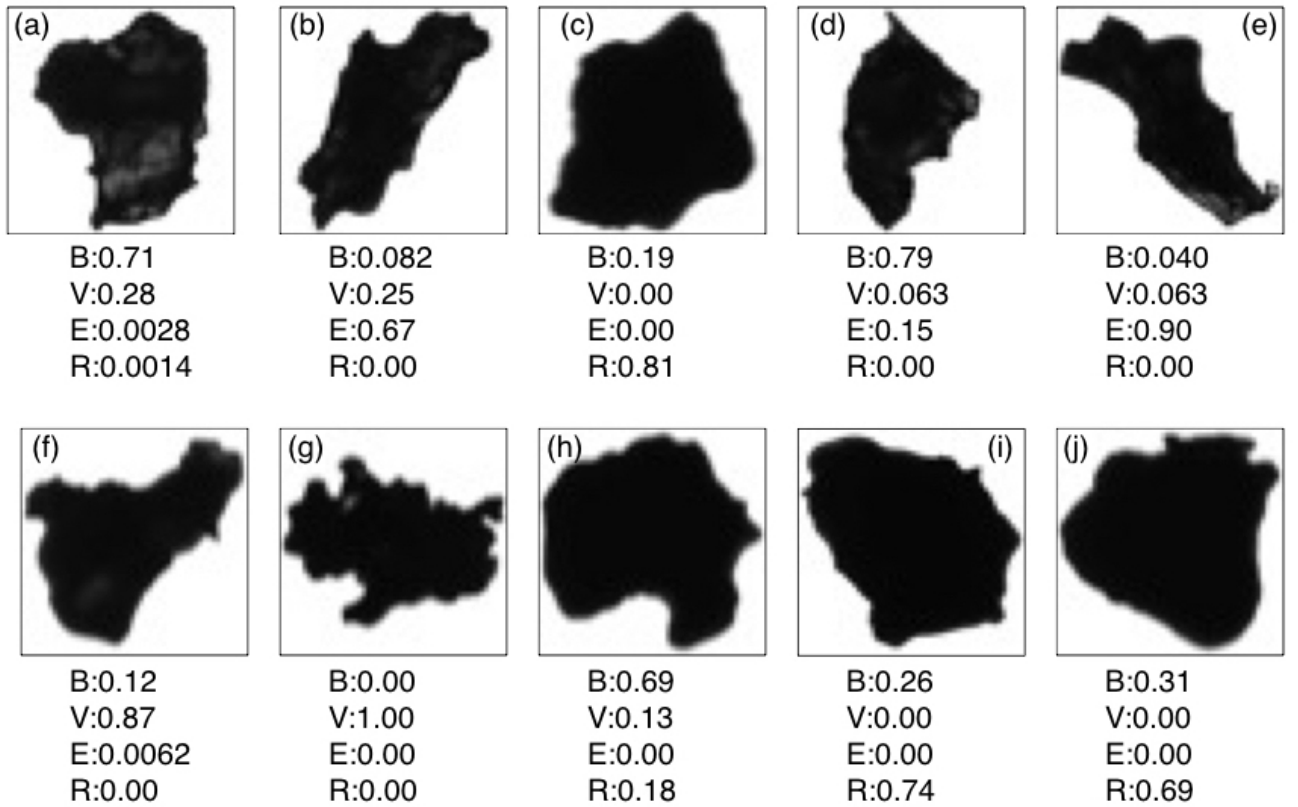 (a) (b) (c) (d) (e)
B:0.71 B:0.082 B:0.19 B:0.79 B:0.040
V:0.28 V:0.25 V:0.00 V:0.063 V:0.063
E:0.0028 E:0.67 E:0.00 E:0.15 E:0.90
R:0.0014 R:0.00 R:0.81 R:0.00 R:0.00
(f) (g) (h) (i) (j)
B:0.12 B:0.00 B:0.69 B:0.26 B:0.31
V:0.87 V:1.00 V:0.13 V:0.00 V:0.00
E:0.0062 E:0.00 E:0.00 E:0.00 E:0.00
R:0.00 R:0.00 R:0.18 R:0.74 R:0.69